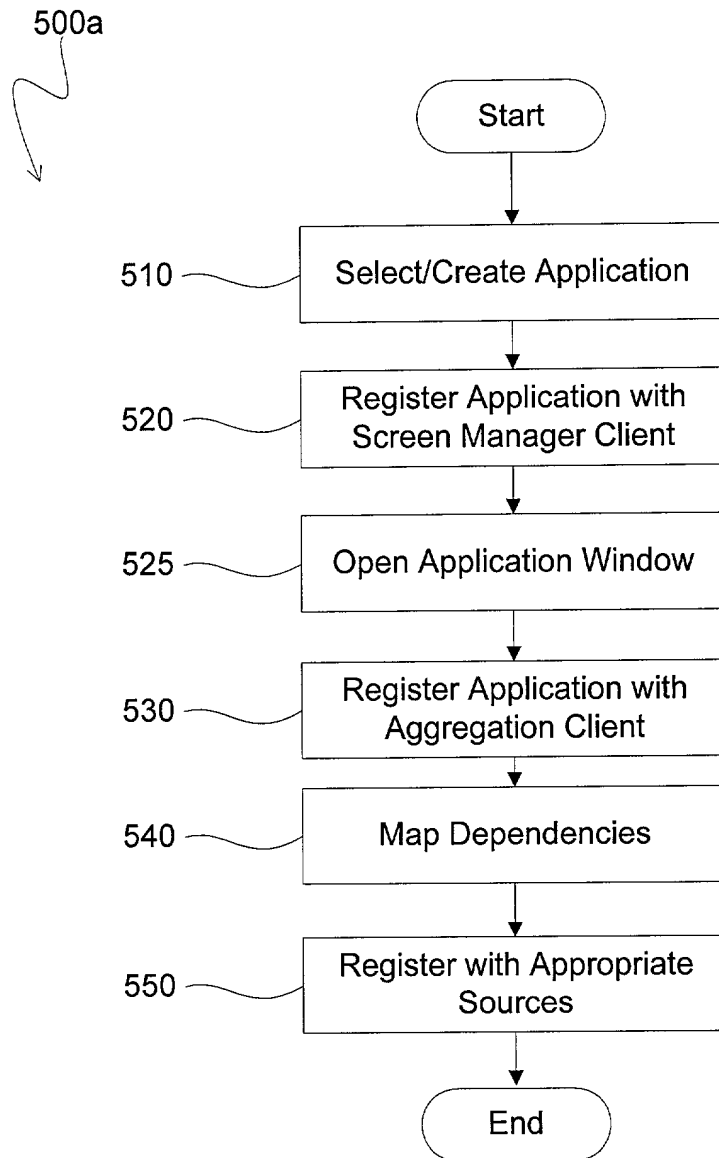 500a
Start
510
Select/Create Application
520
Register Application with
Screen Manager Client
525
Open Application Window
530
Register Application with
Aggregation Client
540
Map Dependencies
550
Register with Appropriate
Sources
End